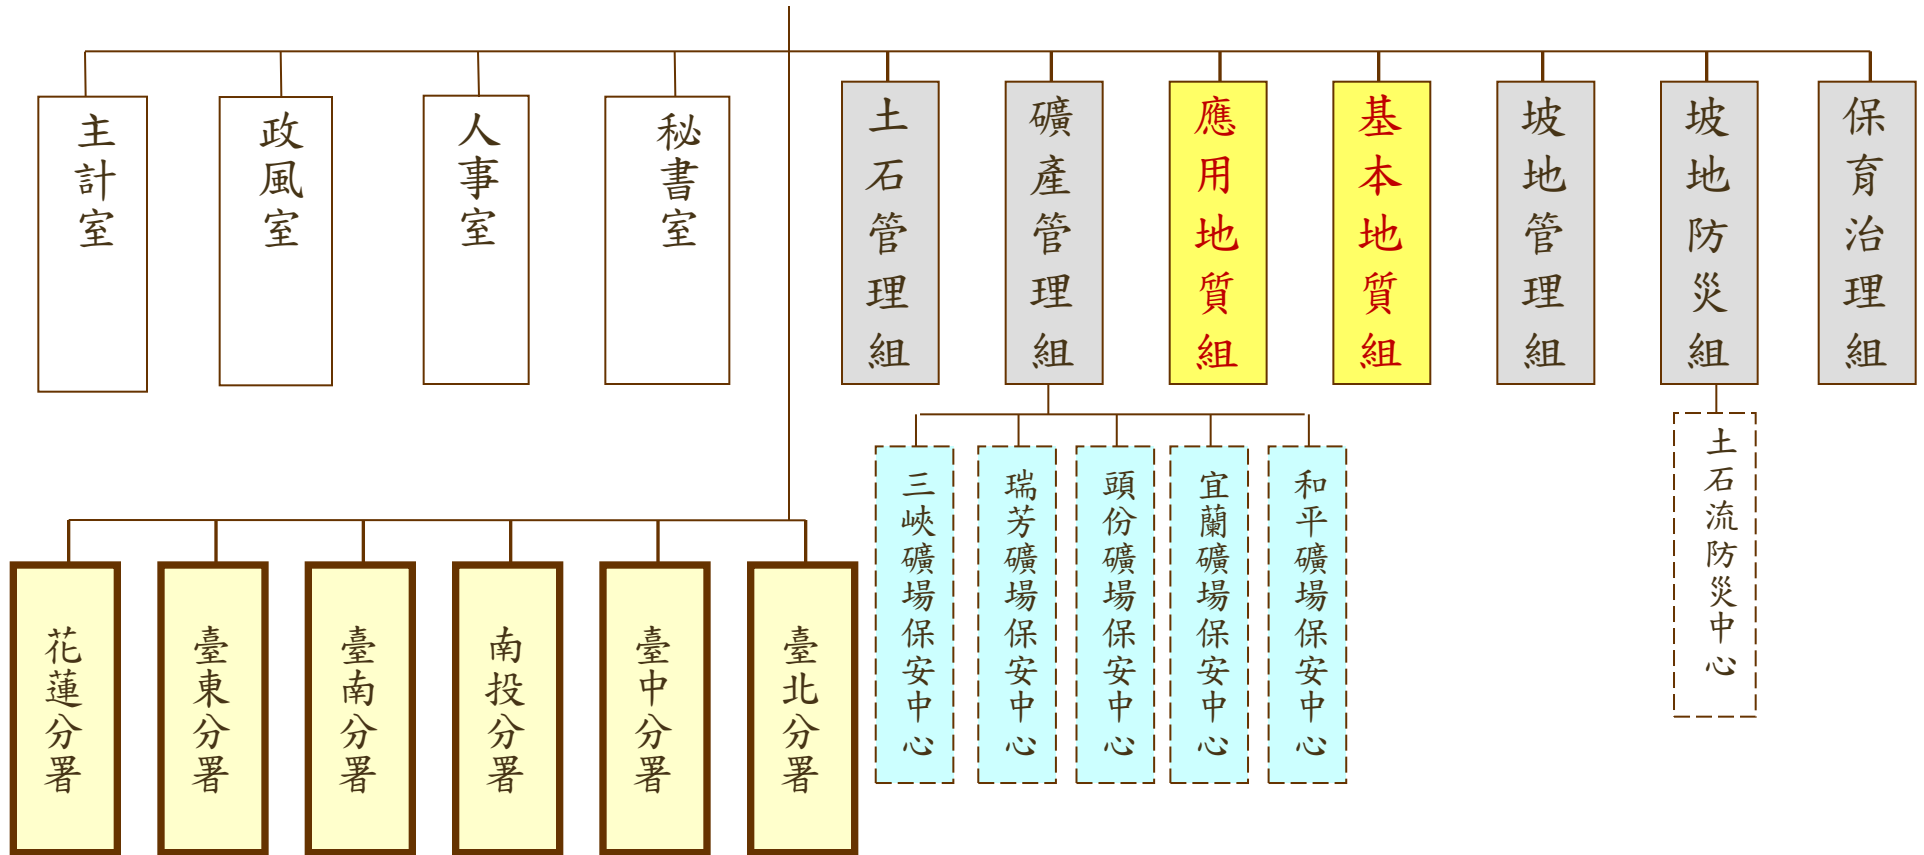 主計室
政風室
人事室
秘書室
土石管理組
礦產管理組
應用地質組
基本地質組
坡地管理組
坡地防災組
保育治理組
三峽礦場保安中心
瑞芳礦場保安中心
頭份礦場保安中心
宜蘭礦場保安中心
和平礦場保安中心
土石流防災中心
花蓮分署
臺東分署
臺南分署
南投分署
臺中分署
臺北分署